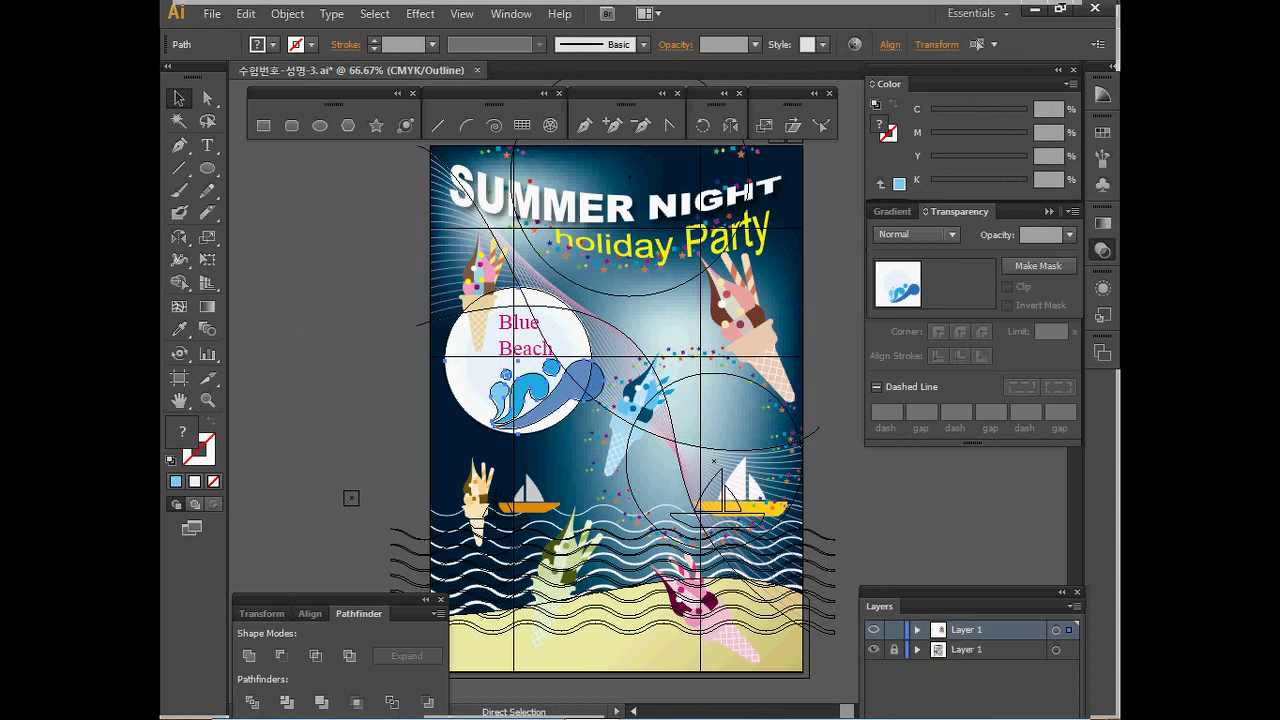 Ai File Edit Object Type Select Effect View Window Help Br Essentials
Path ? Stroke: Basic Opacity: Style: Align Transform
수험번호-성명-3.ai* @ 66.67% (CMYK/Outline)
Color
C %
M %
Y %
K %
Gradient Transparency
Normal Opacity:
Make Mask
Clip
Invert Mask
Corner: Limit: x
Align Stroke:
Dashed Line
dash gap dash gap dash gap
SUMMER NIGHT
holiday Party
Blue
Beach
Transform Align Pathfinder
Shape Modes:
Expand
Pathfinders:
Layers
Layer 1
Layer 1
Direct Selection